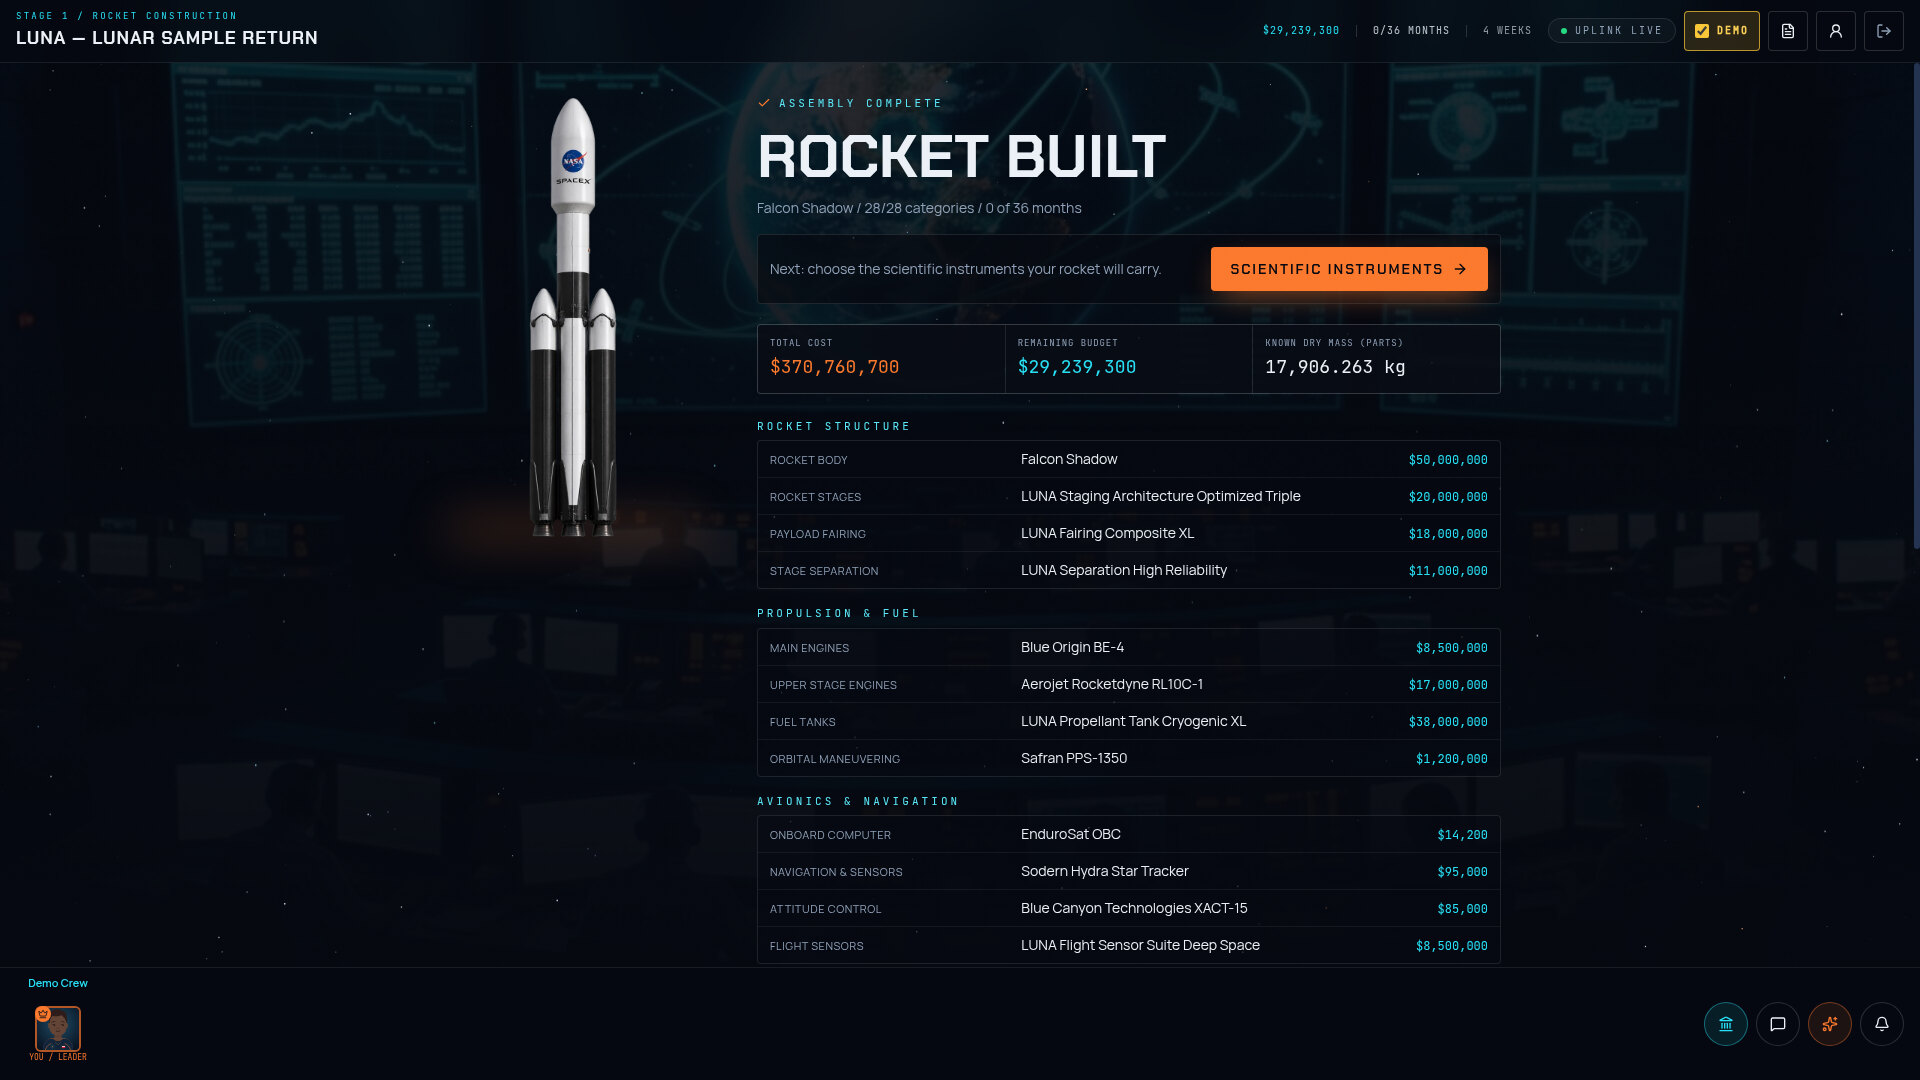 STAGE 1 / ROCKET CONSTRUCTION
LUNA — LUNAR SAMPLE RETURN
$29,239,300
0/36 MONTHS
4 WEEKS
UPLINK LIVE
DEMO
NASA
SPACEX
ASSEMBLY COMPLETE
ROCKET BUILT
Falcon Shadow / 28/28 categories / 0 of 36 months
Next: choose the scientific instruments your rocket will carry.
SCIENTIFIC INSTRUMENTS
TOTAL COST
$370,760,700
REMAINING BUDGET
$29,239,300
KNOWN DRY MASS (PARTS)
17,906.263 kg
ROCKET STRUCTURE
ROCKET BODY Falcon Shadow $50,000,000
ROCKET STAGES LUNA Staging Architecture Optimized Triple $20,000,000
PAYLOAD FAIRING LUNA Fairing Composite XL $18,000,000
STAGE SEPARATION LUNA Separation High Reliability $11,000,000
PROPULSION & FUEL
MAIN ENGINES Blue Origin BE-4 $8,500,000
UPPER STAGE ENGINES Aerojet Rocketdyne RL10C-1 $17,000,000
FUEL TANKS LUNA Propellant Tank Cryogenic XL $38,000,000
ORBITAL MANEUVERING Safran PPS-1350 $1,200,000
AVIONICS & NAVIGATION
ONBOARD COMPUTER EnduroSat OBC $14,200
NAVIGATION & SENSORS Sodern Hydra Star Tracker $95,000
ATTITUDE CONTROL Blue Canyon Technologies XACT-15 $85,000
FLIGHT SENSORS LUNA Flight Sensor Suite Deep Space $8,500,000
Demo Crew
YOU / LEADER